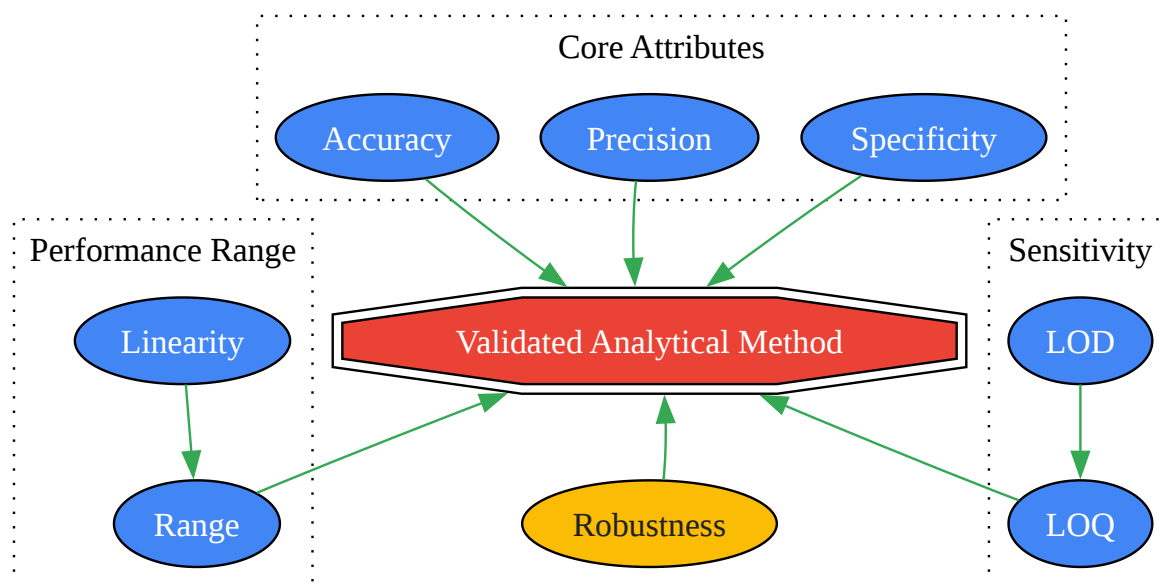 Core Attributes
Accuracy
Precision
Specificity
Performance Range
Sensitivity
Linearity
Validated Analytical Method
LOD
Range
Robustness
LOQ